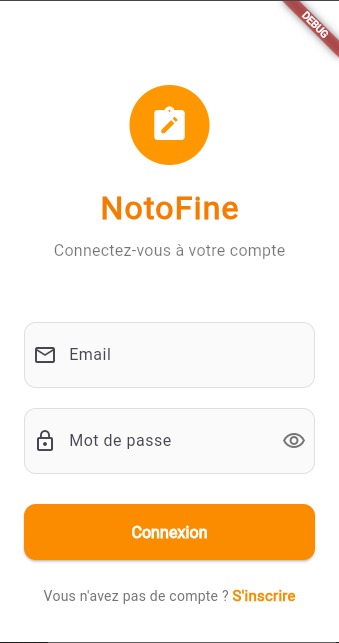 DEBUG
NotoFine
Connectez-vous à votre compte
Email
Mot de passe
Connexion
Vous n'avez pas de compte ? S'inscrire